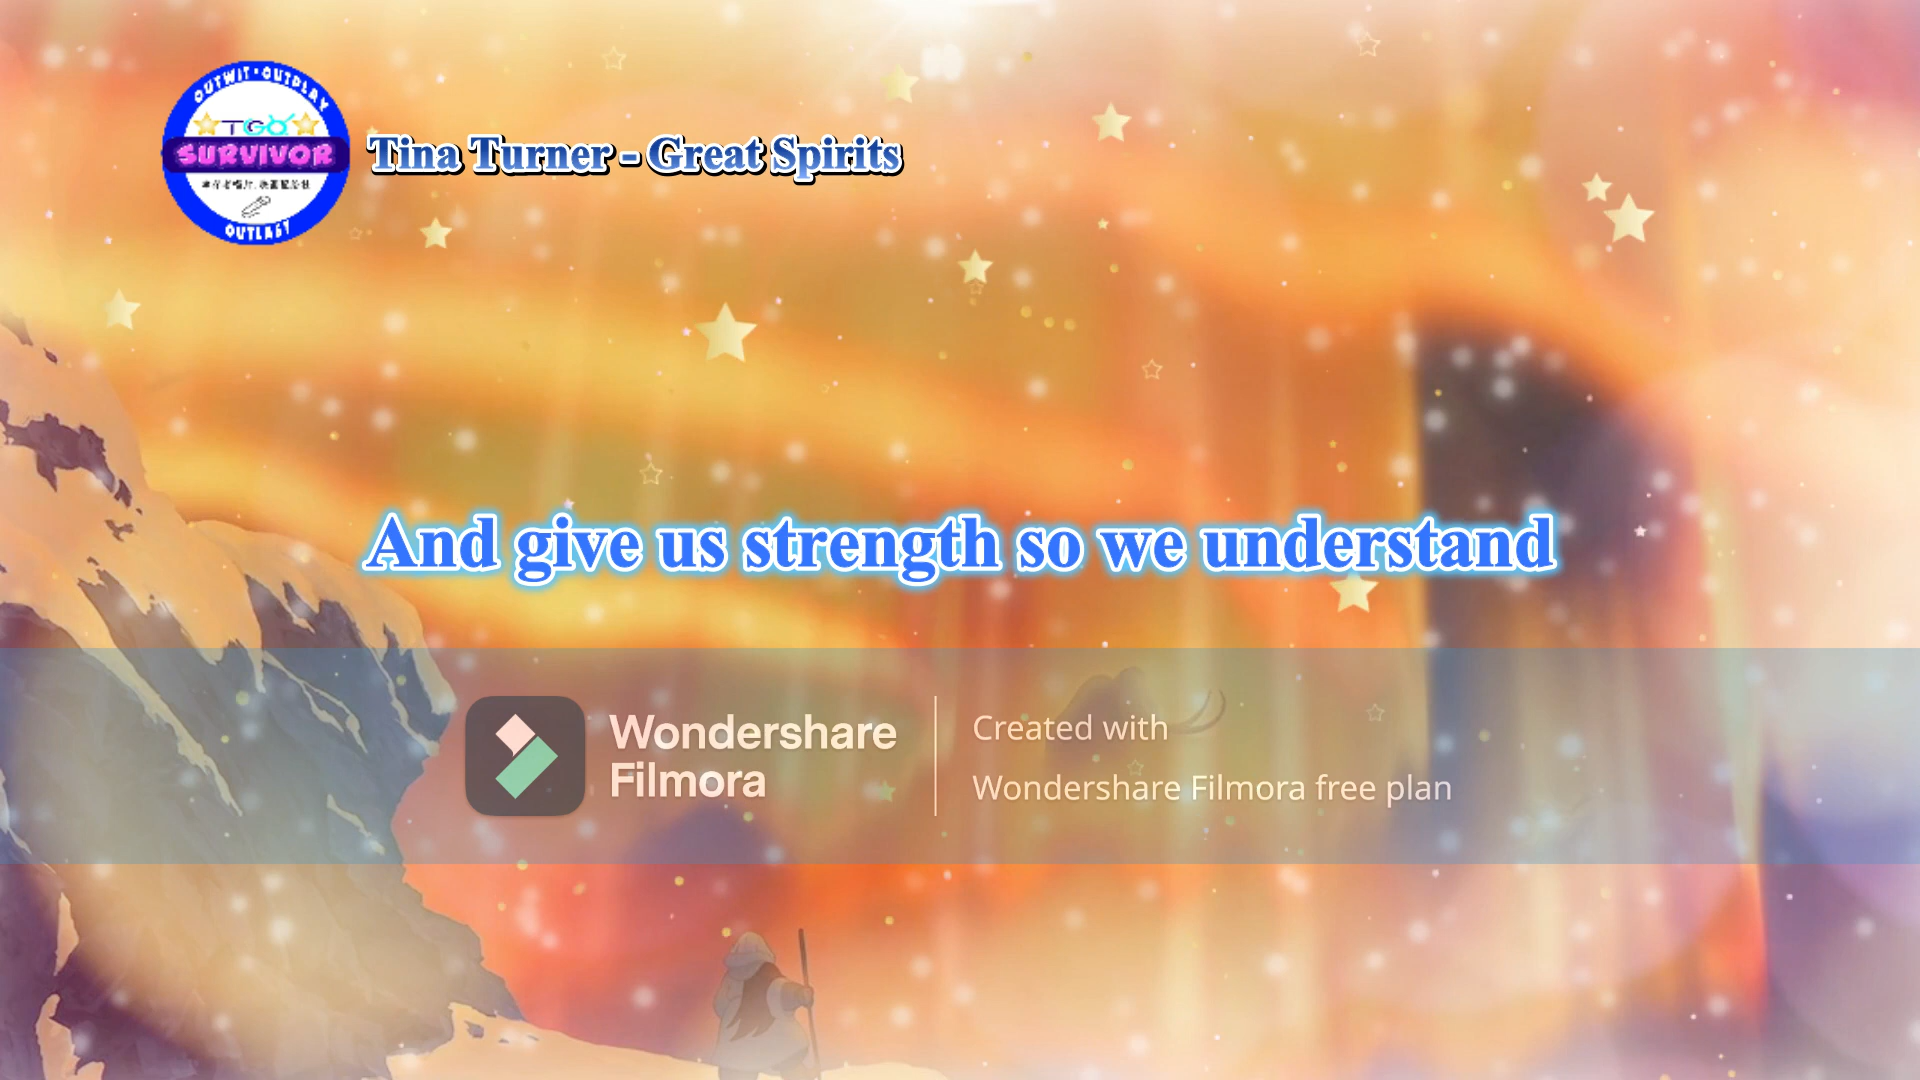 OUTWIT • OUTPLAY
TGO
SURVIVOR
OUTLAST
Tina Turner - Great Spirits
And give us strength so we understand
Wondershare
Filmora
Created with
Wondershare Filmora free plan